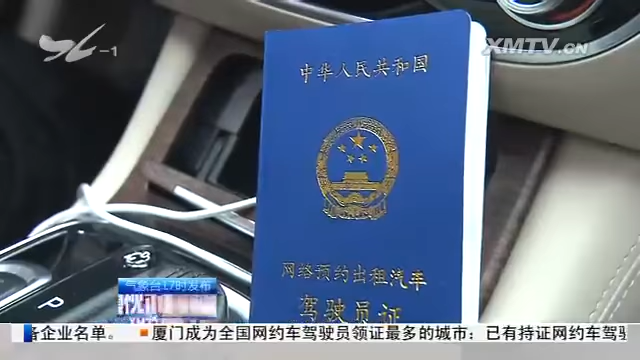 XMTV.CN
-1
中华人民共和国
网络预约出租汽车
驾驶员证
P
气象台17时发布
备企业名单。 ■ 厦门成为全国网约车驾驶员领证最多的城市：已有持证网约车驾驶